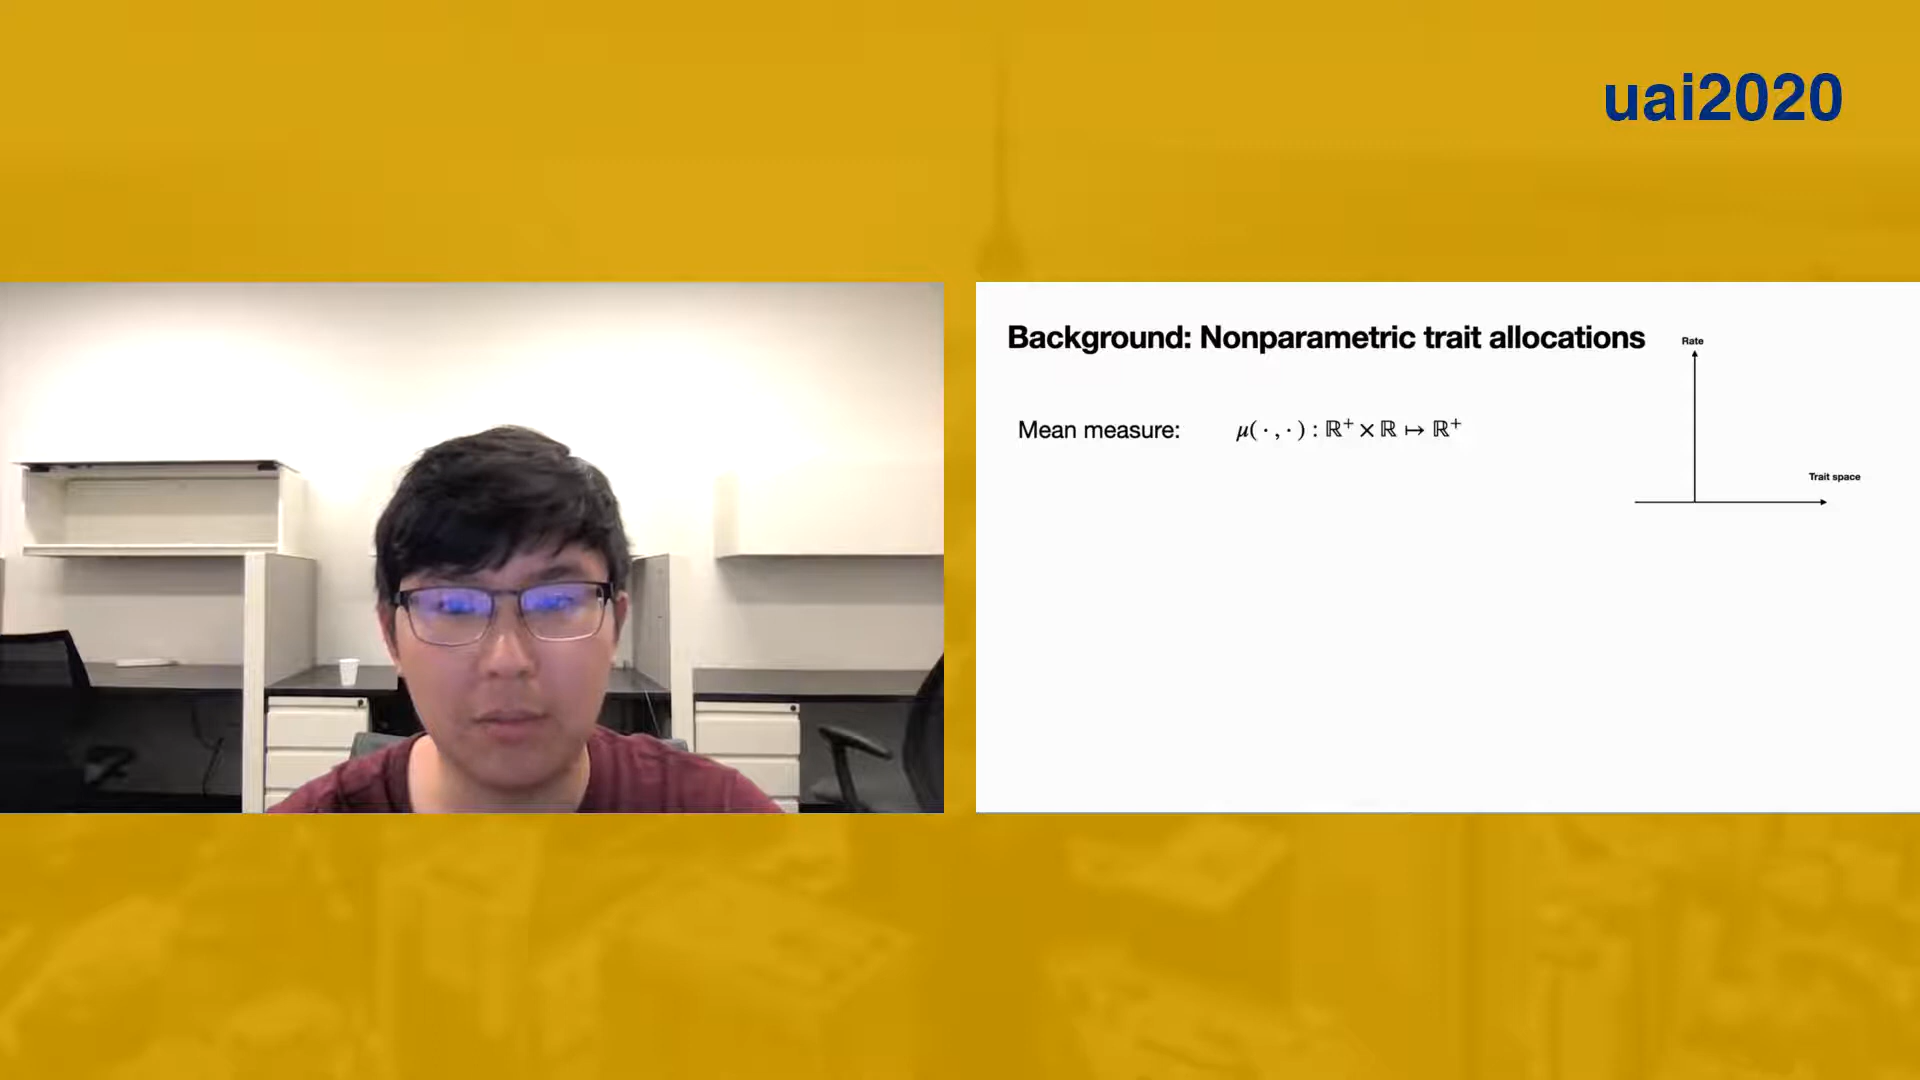 uai2020
Background: Nonparametric trait allocations
Rate
Mean measure: μ( · , · ) : ℝ⁺ × ℝ ↦ ℝ⁺
Trait space